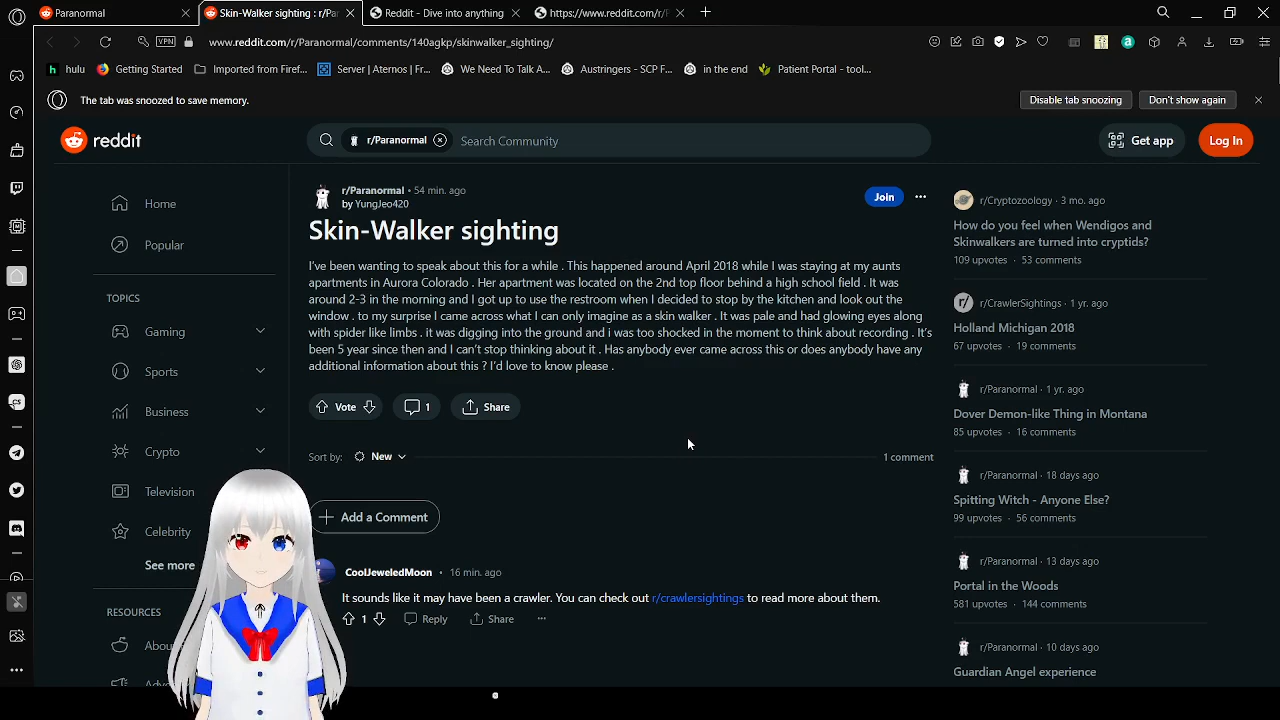 Paranormal
Skin-Walker sighting : r/Pa
Reddit - Dive into anything
https://www.reddit.com/r/
VPN
www.reddit.com/r/Paranormal/comments/140agkp/skinwalker_sighting/
hulu
Getting Started
Imported from Firef...
Server | Aternos | Fr...
We Need To Talk A...
Austringers - SCP F...
in the end
Patient Portal - tool...
The tab was snoozed to save memory.
Disable tab snoozing
Don't show again
reddit
r/Paranormal
Search Community
Get app
Log In
Home
Popular
TOPICS
Gaming
Sports
Business
Crypto
Television
Celebrity
See more
RESOURCES
Abou
Adve
r/Paranormal • 54 min. ago
by YungJeo420
Join
Skin-Walker sighting
I've been wanting to speak about this for a while . This happened around April 2018 while I was staying at my aunts
apartments in Aurora Colorado . Her apartment was located on the 2nd top floor behind a high school field . It was
around 2-3 in the morning and I got up to use the restroom when I decided to stop by the kitchen and look out the
window . to my surprise I came across what I can only imagine as a skin walker . It was pale and had glowing eyes along
with spider like limbs . it was digging into the ground and i was too shocked in the moment to think about recording . It's
been 5 year since then and I can't stop thinking about it . Has anybody ever came across this or does anybody have any
additional information about this ? I'd love to know please .
Vote
1
Share
Sort by: New
1 comment
Add a Comment
CoolJeweledMoon • 16 min. ago
It sounds like it may have been a crawler. You can check out r/crawlersightings to read more about them.
1
Reply
Share
r/Cryptozoology · 3 mo. ago
How do you feel when Wendigos and
Skinwalkers are turned into cryptids?
109 upvotes · 53 comments
r/CrawlerSightings · 1 yr. ago
Holland Michigan 2018
67 upvotes · 19 comments
r/Paranormal · 1 yr. ago
Dover Demon-like Thing in Montana
85 upvotes · 16 comments
r/Paranormal · 18 days ago
Spitting Witch - Anyone Else?
99 upvotes · 56 comments
r/Paranormal · 13 days ago
Portal in the Woods
581 upvotes · 144 comments
r/Paranormal · 10 days ago
Guardian Angel experience